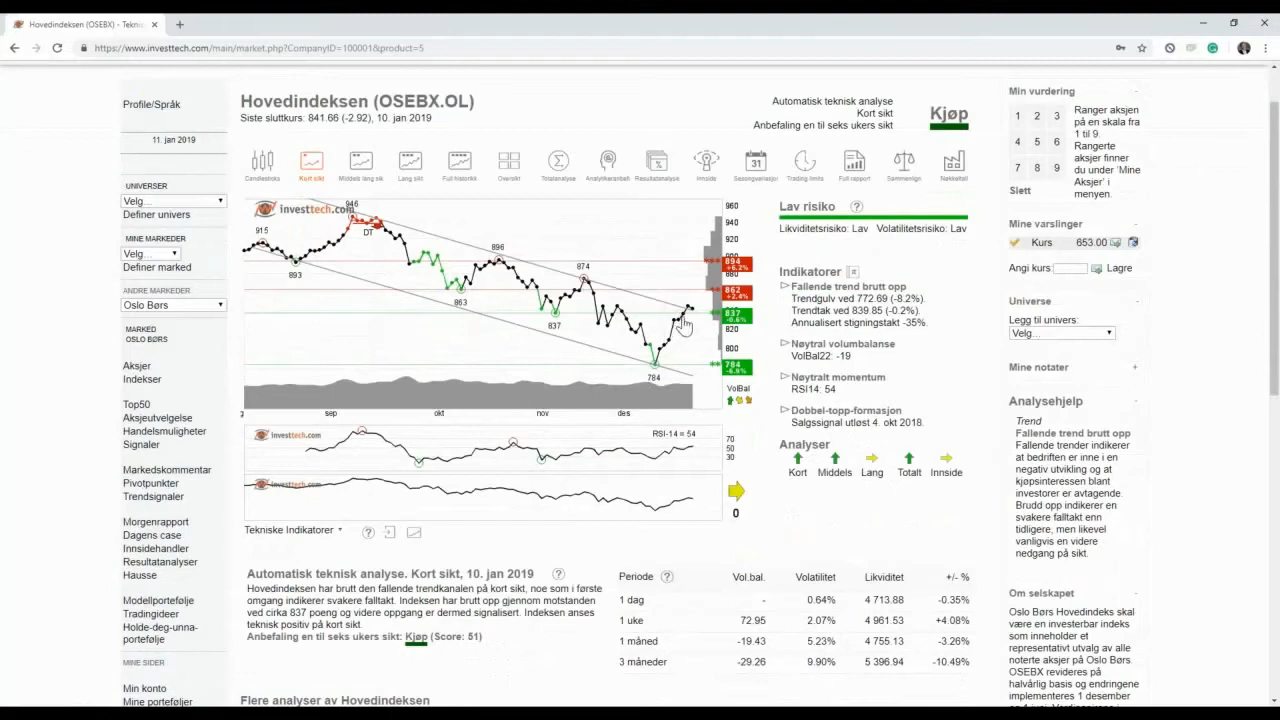 Hovedindeksen (OSEBX) - Tekni
https://www.investtech.com/main/market.php?CompanyID=100001&product=5
Profile/Språk
11. jan 2019
UNIVERSER
Velg...
Definer univers
MINE MARKEDER
Velg...
Definer marked
ANDRE MARKEDER
Oslo Børs
MARKED
OSLO BØRS
Aksjer
Indekser
Top50
Aksjeutvelgelse
Handelsmuligheter
Signaler
Markedskommentar
Pivotpunkter
Trendsignaler
Morgenrapport
Dagens case
Innsidehandler
Resultatanalyser
Hausse
Modellportefølje
Tradingideer
Holde-deg-unna-
portefølje
MINE SIDER
Min konto
Mine porteføljer
Hovedindeksen (OSEBX.OL)
Siste sluttkurs: 841.66 (-2.92), 10. jan 2019
Automatisk teknisk analyse
Kort sikt
Anbefaling en til seks ukers sikt
Kjøp
Candlesticks
Kort sikt
Middels lang sik
Lang sikt
Full historikk
Oversikt
Totalanalyse
Analytikeranbef
Resultatanalyse
Innside
Sesongvariasjon
Trading limits
Full rapport
Sammenlign
Nøkkeltall
investtech.com
946
915
DT
893
863
896
837
874
784
960
940
920
894
+6.2%
880
862
+2.4%
837
-0.6%
820
800
784
-6.9%
VolBal
sep
okt
nov
des
investtech.com
RSI-14 = 54
70
50
30
investtech.com
0
Tekniske Indikatorer
Lav risiko
Likviditetsrisiko: Lav Volatilitetsrisiko: Lav
Indikatorer
Fallende trend brutt opp
Trendgulv ved 772.69 (-8.2%).
Trendtak ved 839.85 (-0.2%).
Annualisert stigningstakt -35%.
Nøytral volumbalanse
VolBal22: -19
Nøytralt momentum
RSI14: 54
Dobbel-topp-formasjon
Salgssignal utløst 4. okt 2018.
Analyser
Kort Middels Lang Totalt Innside
Automatisk teknisk analyse. Kort sikt, 10. jan 2019
Hovedindeksen har brutt den fallende trendkanalen på kort sikt, noe som i første
omgang indikerer svakere falltakt. Indeksen har brutt opp gjennom motstanden
ved cirka 837 poeng og videre oppgang er dermed signalisert. Indeksen anses
teknisk positiv på kort sikt.
Anbefaling en til seks ukers sikt: Kjøp (Score: 51)
Periode Vol.bal. Volatilitet Likviditet +/- %
1 dag - 0.64% 4 713.88 -0.35%
1 uke 72.95 2.07% 4 961.53 +4.08%
1 måned -19.43 5.23% 4 755.13 -3.26%
3 måneder -29.26 9.90% 5 396.94 -10.49%
Flere analyser av Hovedindeksen
Min vurdering
1 2 3
4 5 6
7 8 9
Slett
Ranger aksjen
på en skala fra
1 til 9.
Rangerte
aksjer finner
du under 'Mine
Aksjer' i
menyen.
Mine varslinger
Kurs 653.00
Angi kurs: Lagre
Universe
Legg til univers:
Velg...
Mine notater
Analysehjelp
Trend
Fallende trend brutt opp
Fallende trender indikerer
at bedriften er inne i en
negativ utvikling og at
kjøpsinteressen blant
investorer er avtagende.
Brudd opp indikerer en
svakere falltakt enn
tidligere, men likevel
vanligvis en videre
nedgang på sikt.
Om selskapet
Oslo Børs Hovedindeks skal
være en investerbar indeks
som inneholder et
representativt utvalg av alle
noterte aksjer på Oslo Børs.
OSEBX revideres på
halvårlig basis og endringene
implementeres 1 desember